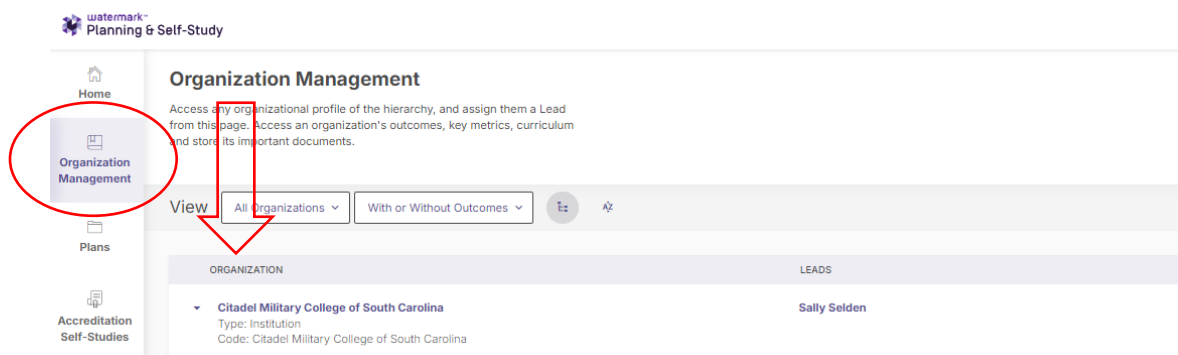 watermark™
Planning & Self-Study
Home
Organization
Management
Plans
Accreditation
Self-Studies
Organization Management
Access any organizational profile of the hierarchy, and assign them a Lead
from this page. Access an organization's outcomes, key metrics, curriculum
and store its important documents.
View All Organizations With or Without Outcomes AZ
ORGANIZATION LEADS
Citadel Military College of South Carolina Sally Selden
Type: Institution
Code: Citadel Military College of South Carolina